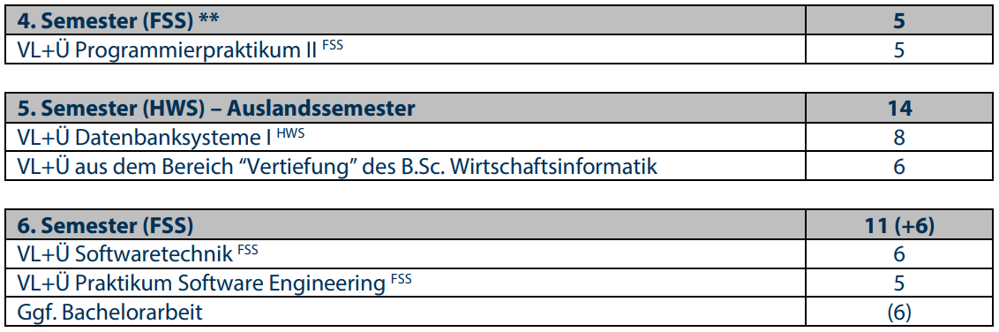 4. Semester (FSS) ** 5
VL+Ü Programmierpraktikum II FSS 5
5. Semester (HWS) – Auslandssemester 14
VL+Ü Datenbanksysteme I HWS 8
VL+Ü aus dem Bereich “Vertiefung” des B.Sc. Wirtschaftsinformatik 6
6. Semester (FSS) 11 (+6)
VL+Ü Softwaretechnik FSS 6
VL+Ü Praktikum Software Engineering FSS 5
Ggf. Bachelorarbeit (6)